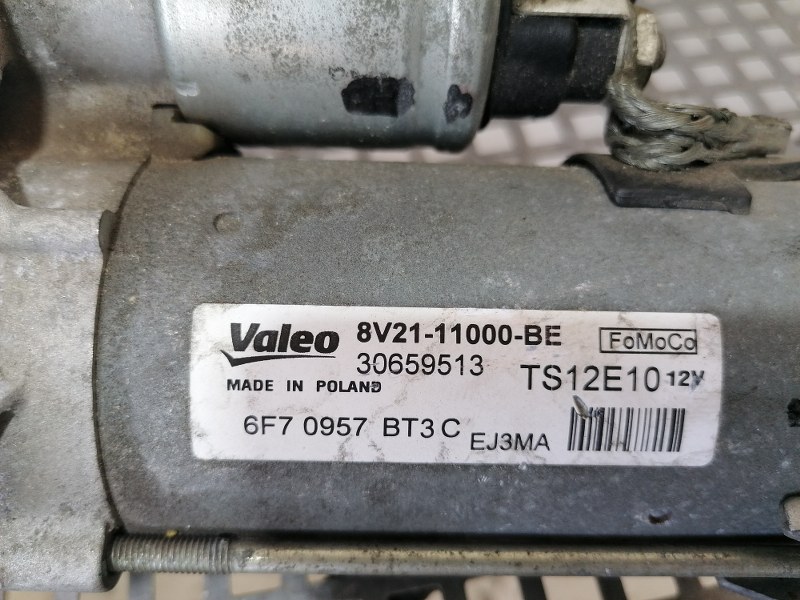 Valeo 8V21-11000-BE FoMoCo
30659513 TS12E10 12V
MADE IN POLAND
6F7 0957 BT3 C EJ3MA